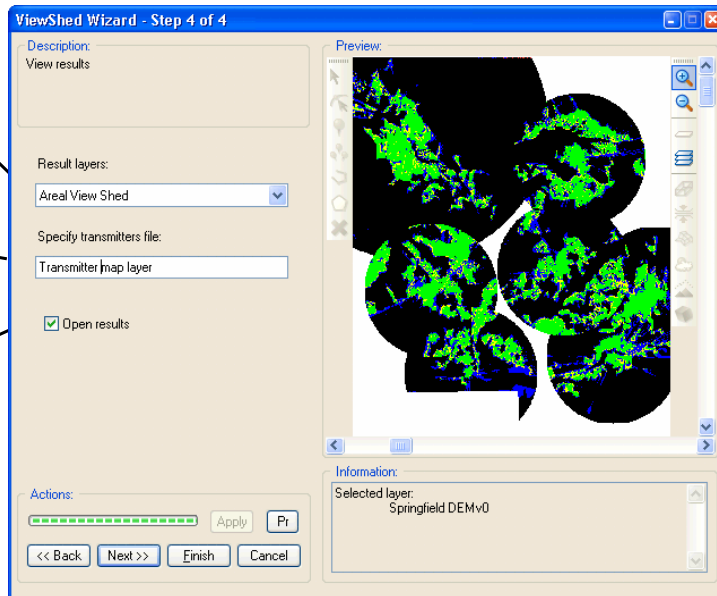 ViewShed Wizard - Step 4 of 4
Description:
View results
Result layers:
Areal View Shed
Specify transmitters file:
Transmitter map layer
Open results
Preview:
Information:
Selected layer:
Springfield DEMv0
Actions:
Apply
Pr
<< Back
Next >>
Finish
Cancel